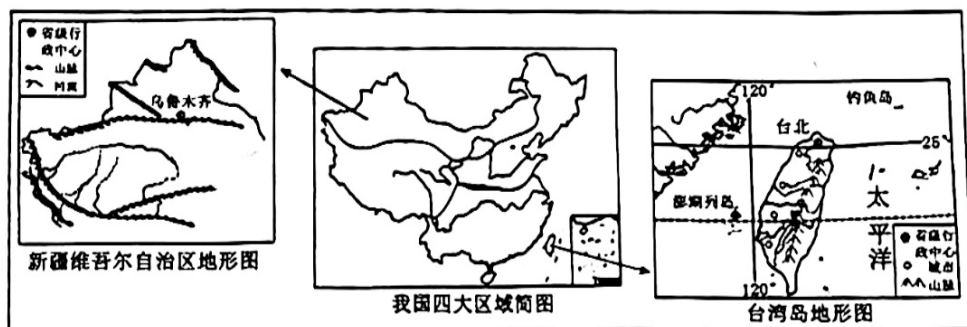 省级行
政中心
山脉
河流
乌鲁木齐
新疆维吾尔自治区地形图
我国四大区域简图
120°
钓鱼岛
台北
25°
太
平
洋
澎湖列岛
省级行
政中心
城市
山脉
120°
台湾岛地形图